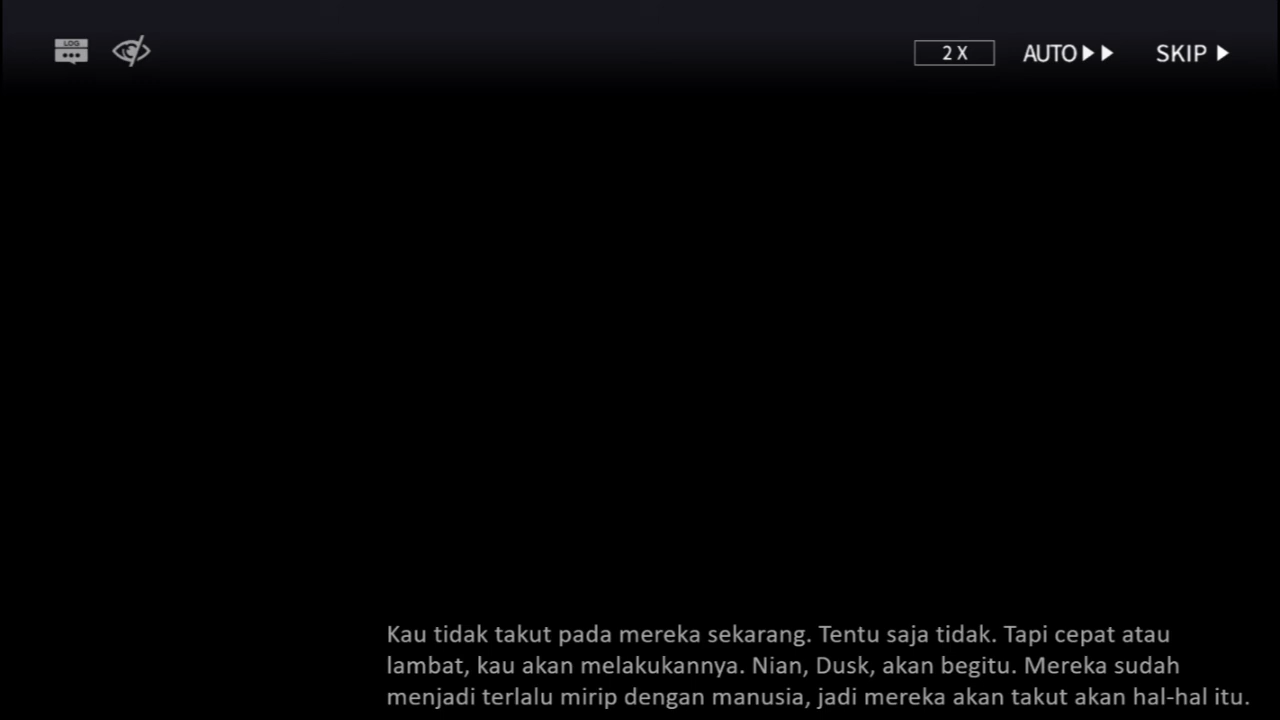 LOG
2 X
AUTO
SKIP
Kau tidak takut pada mereka sekarang. Tentu saja tidak. Tapi cepat atau
lambat, kau akan melakukannya. Nian, Dusk, akan begitu. Mereka sudah
menjadi terlalu mirip dengan manusia, jadi mereka akan takut akan hal-hal itu.